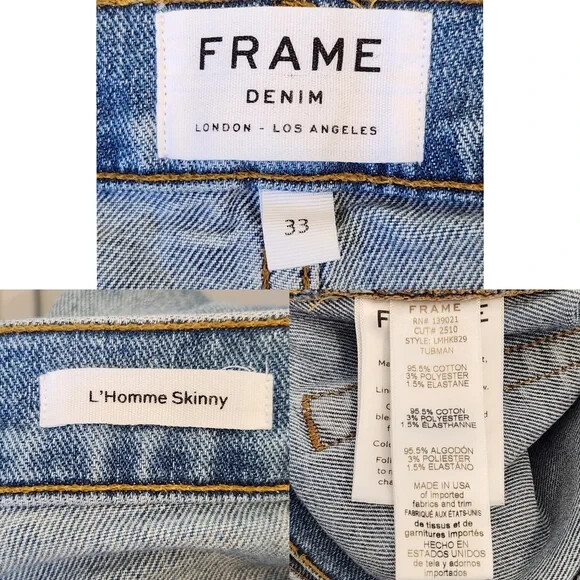 FRAME
DENIM
LONDON - LOS ANGELES
33
L'Homme Skinny
FRAME
RN# 139021
CUT# 2510
STYLE: LMHK829
TUBMAN
95.5% COTTON
3% POLYESTER
1.5% ELASTANE
95.5% COTON
3% POLYESTER
1.5% ÉLASTHANNE
95.5% ALGODÓN
3% POLIESTER
1.5% ELASTANO
MADE IN USA
of imported
fabrics and trim
FABRIQUÉ AUX ÉTATS-UNIS
de tissus et de
garnitures importés
HECHO EN
ESTADOS UNIDOS
de tela y adornos
importados